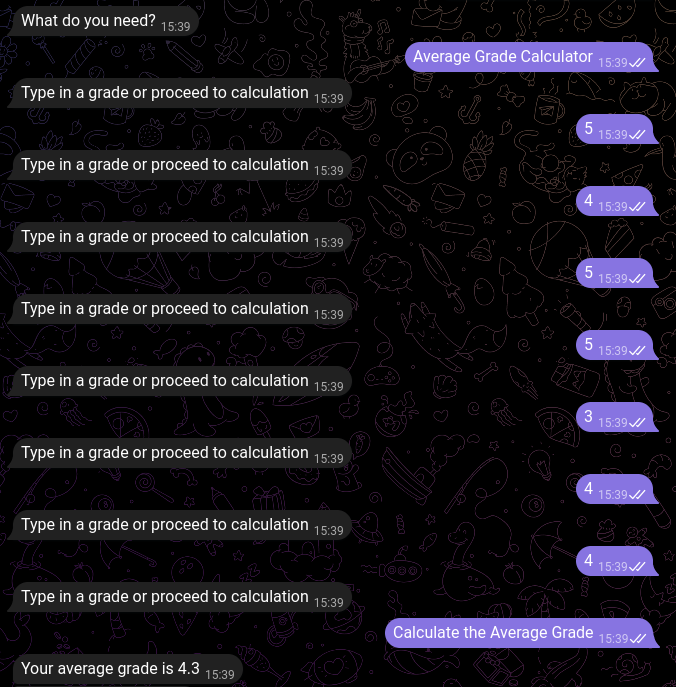 What do you need? 15:39
Average Grade Calculator 15:39
Type in a grade or proceed to calculation 15:39
5 15:39
Type in a grade or proceed to calculation 15:39
4 15:39
Type in a grade or proceed to calculation 15:39
5 15:39
Type in a grade or proceed to calculation 15:39
5 15:39
Type in a grade or proceed to calculation 15:39
3 15:39
Type in a grade or proceed to calculation 15:39
4 15:39
Type in a grade or proceed to calculation 15:39
4 15:39
Type in a grade or proceed to calculation 15:39
Calculate the Average Grade 15:39
Your average grade is 4.3 15:39